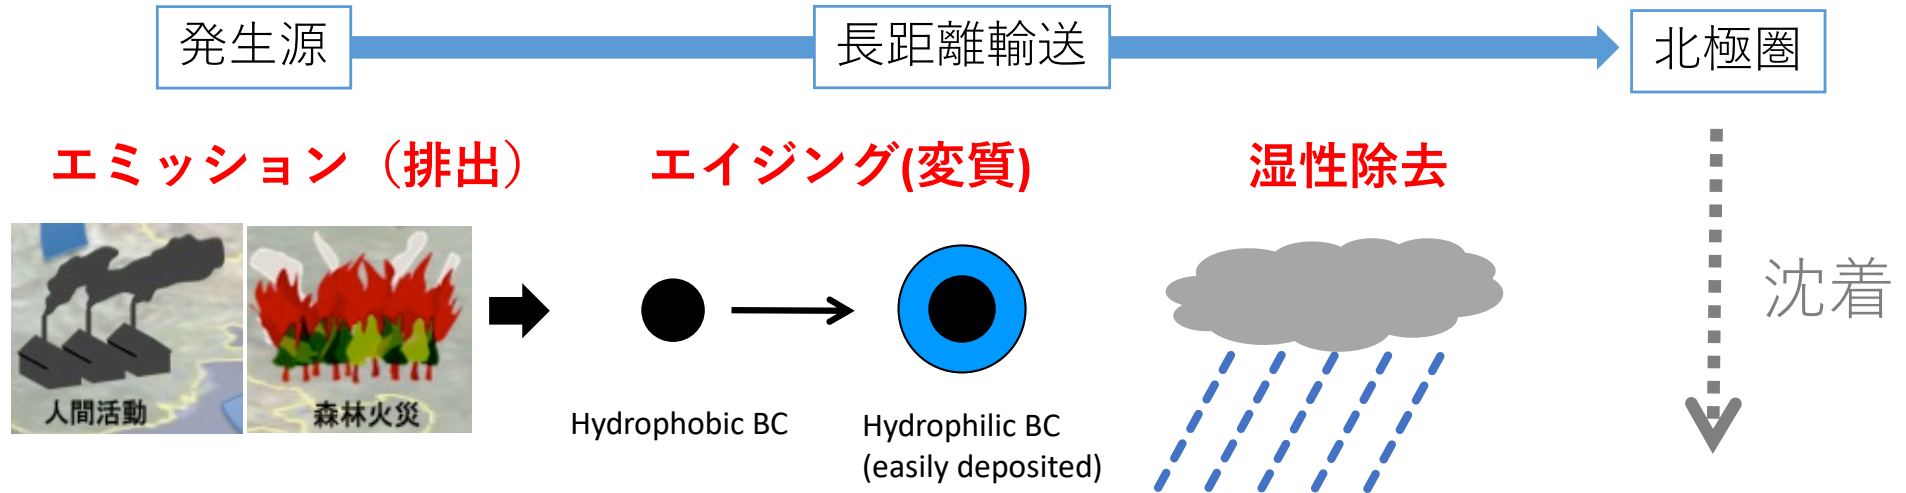 発生源
長距離輸送
北極圏
エミッション（排出）
エイジング(変質)
湿性除去
沈着
人間活動
森林火災
Hydrophobic BC
Hydrophilic BC
(easily deposited)